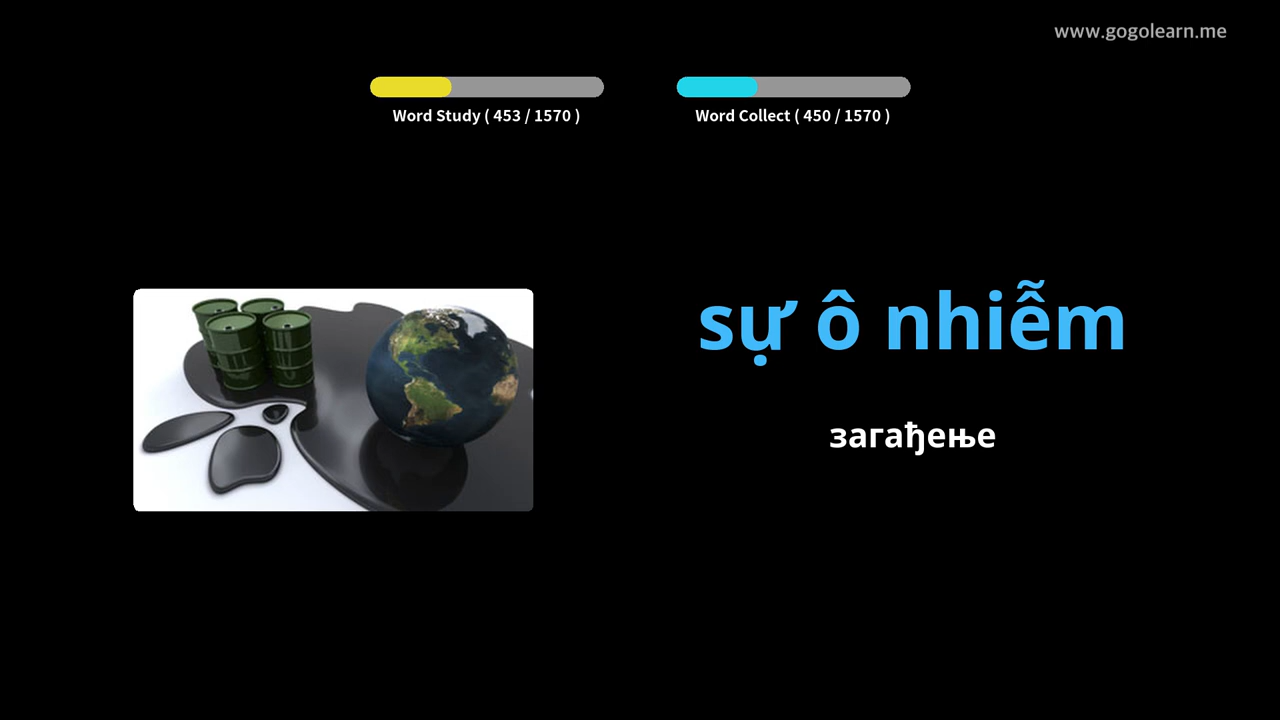 www.gogolearn.me
Word Study ( 453 / 1570 )
Word Collect ( 450 / 1570 )
sự ô nhiễm
загађење